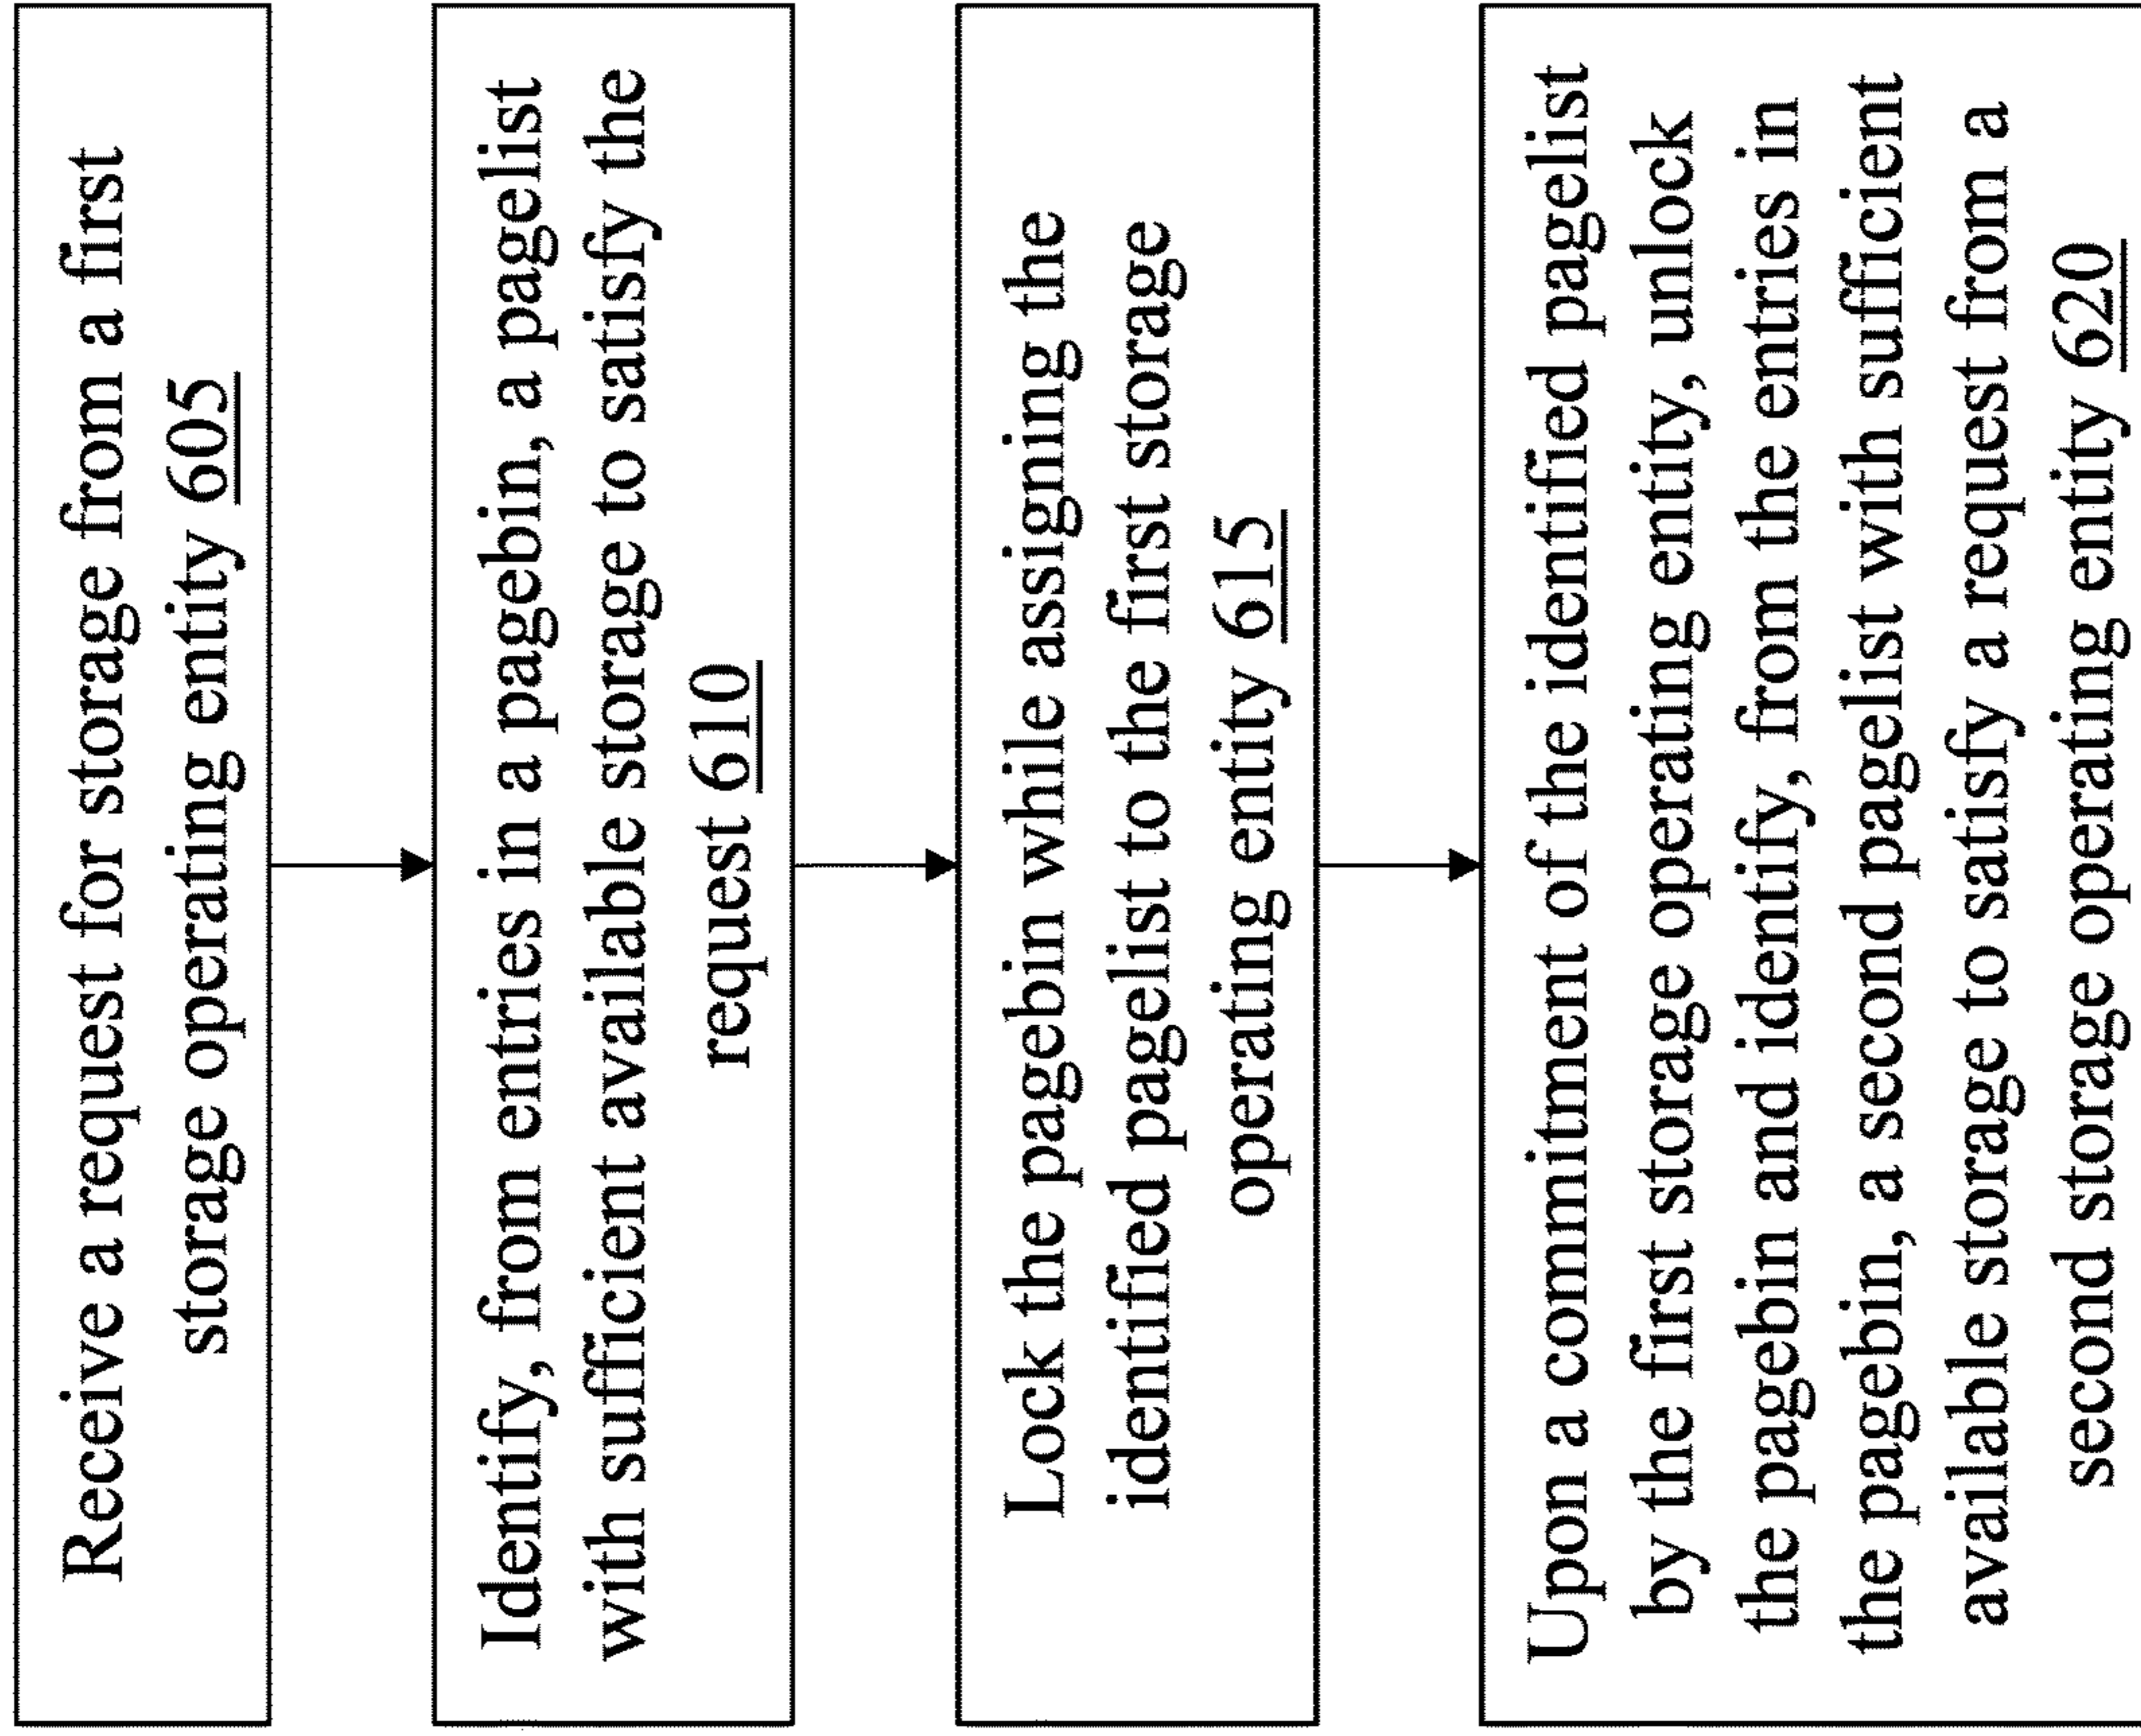 Receive a request for storage from a first
storage operating entity 605
Identify, from entries in a pagebin, a pagelist
with sufficient available storage to satisfy the
request 610
Lock the pagebin while assigning the
identified pagelist to the first storage
operating entity 615
Upon a commitment of the identified pagelist
by the first storage operating entity, unlock
the pagebin and identify, from the entries in
the pagebin, a second pagelist with sufficient
available storage to satisfy a request from a
second storage operating entity 620